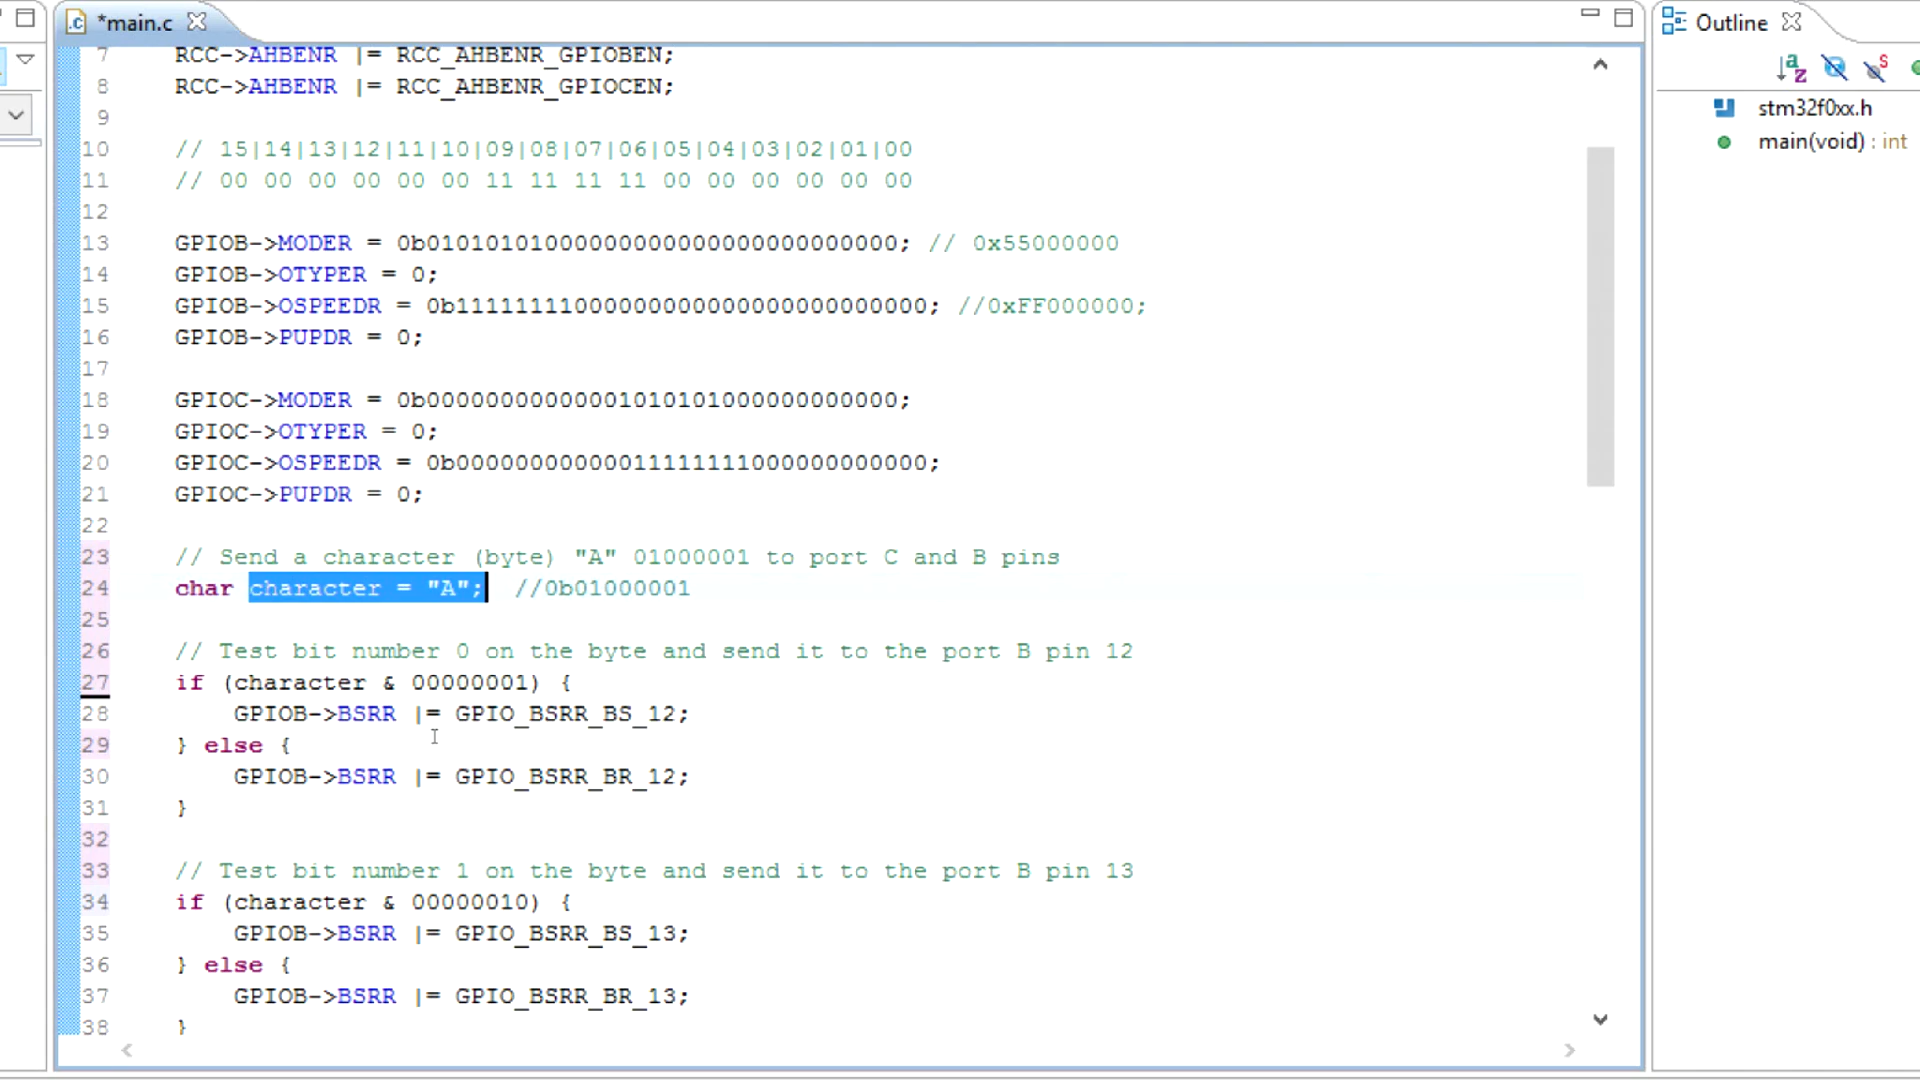 *main.c
7 RCC->AHBENR |= RCC_AHBENR_GPIOBEN;
8 RCC->AHBENR |= RCC_AHBENR_GPIOCEN;
9
10 // 15|14|13|12|11|10|09|08|07|06|05|04|03|02|01|00
11 // 00 00 00 00 00 00 11 11 11 11 00 00 00 00 00 00
12
13 GPIOB->MODER = 0b01010101000000000000000000000000; // 0x55000000
14 GPIOB->OTYPER = 0;
15 GPIOB->OSPEEDR = 0b11111111000000000000000000000000; //0xFF000000;
16 GPIOB->PUPDR = 0;
17
18 GPIOC->MODER = 0b00000000000001010101000000000000;
19 GPIOC->OTYPER = 0;
20 GPIOC->OSPEEDR = 0b00000000000011111111000000000000;
21 GPIOC->PUPDR = 0;
22
23 // Send a character (byte) "A" 01000001 to port C and B pins
24 char character = "A"; //0b01000001
25
26 // Test bit number 0 on the byte and send it to the port B pin 12
27 if (character & 00000001) {
28 GPIOB->BSRR |= GPIO_BSRR_BS_12;
29 } else {
30 GPIOB->BSRR |= GPIO_BSRR_BR_12;
31 }
32
33 // Test bit number 1 on the byte and send it to the port B pin 13
34 if (character & 00000010) {
35 GPIOB->BSRR |= GPIO_BSRR_BS_13;
36 } else {
37 GPIOB->BSRR |= GPIO_BSRR_BR_13;
38 }
Outline
stm32f0xx.h
main(void) : int